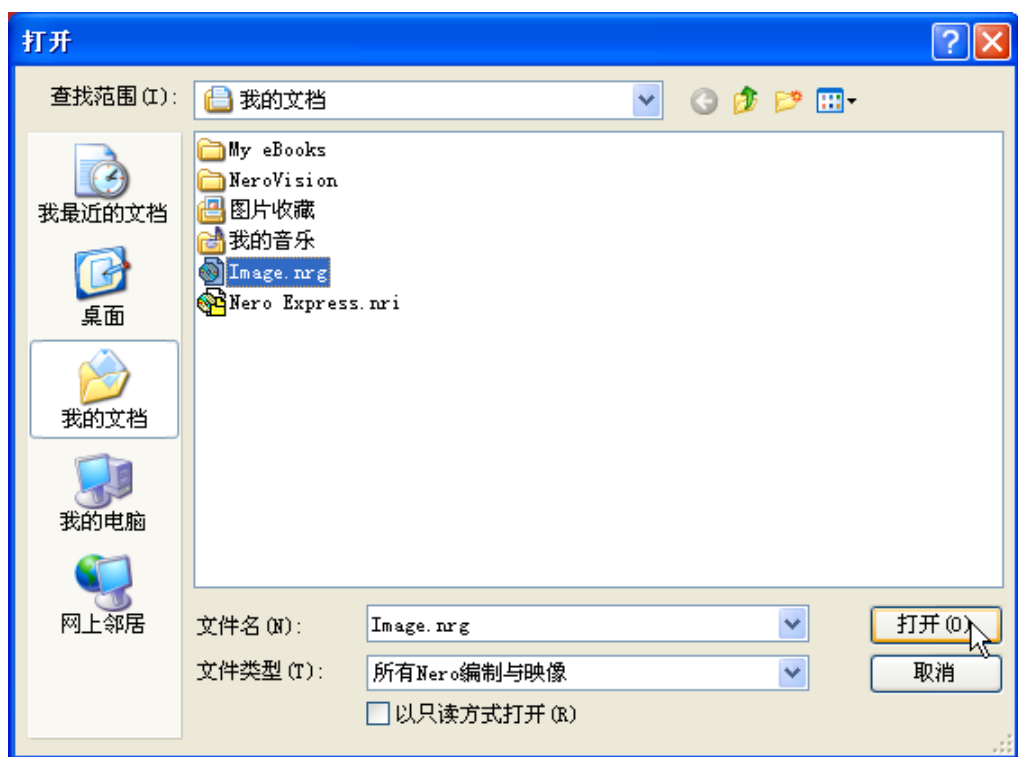 打开
查找范围(I):
我的文档
我最近的文档
桌面
我的文档
我的电脑
网上邻居
My eBooks
NeroVision
图片收藏
我的音乐
Image.nrg
Nero Express.nri
文件名(N):
Image.nrg
打开(O)
文件类型(T):
所有Nero编制与映像
取消
以只读方式打开(R)